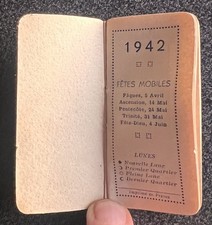 1942
FÊTES MOBILES
Pâques, 5 Avril
Ascension, 14 Mai
Pentecôte, 24 Mai
Trinité, 31 Mai
Fête-Dieu, 4 Juin
LUNES
Nouvelle Lune
Premier Quartier
Pleine Lune
Dernier Quartier